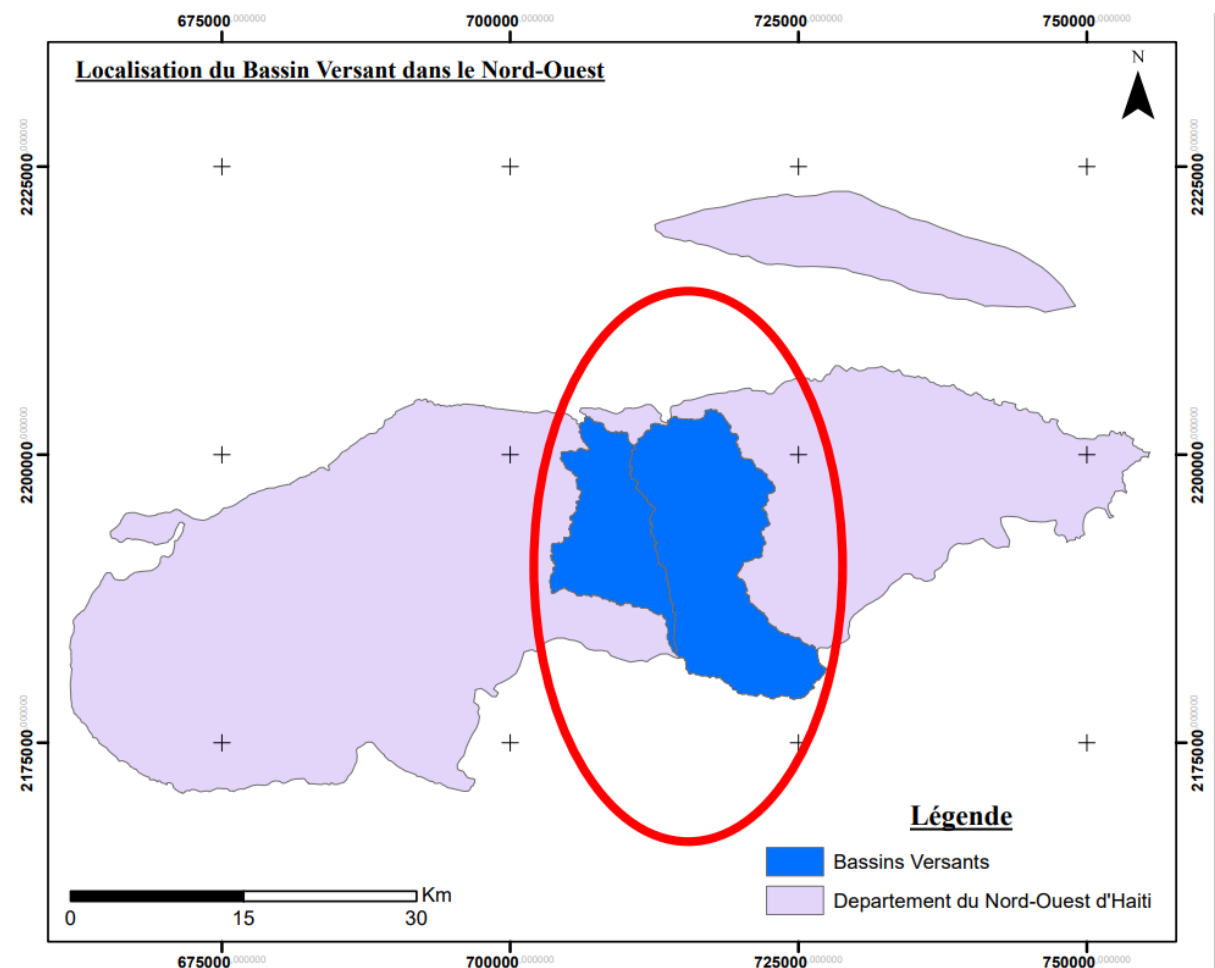 675000.000000 700000.000000 725000.000000 750000.000000
Localisation du Bassin Versant dans le Nord-Ouest
N
2225000.000000 2225000.000000
2200000.000000 2200000.000000
2175000.000000 2175000.000000
Légende
Bassins Versants
Departement du Nord-Ouest d'Haiti
Km
0 15 30
675000.000000 700000.000000 725000.000000 750000.000000